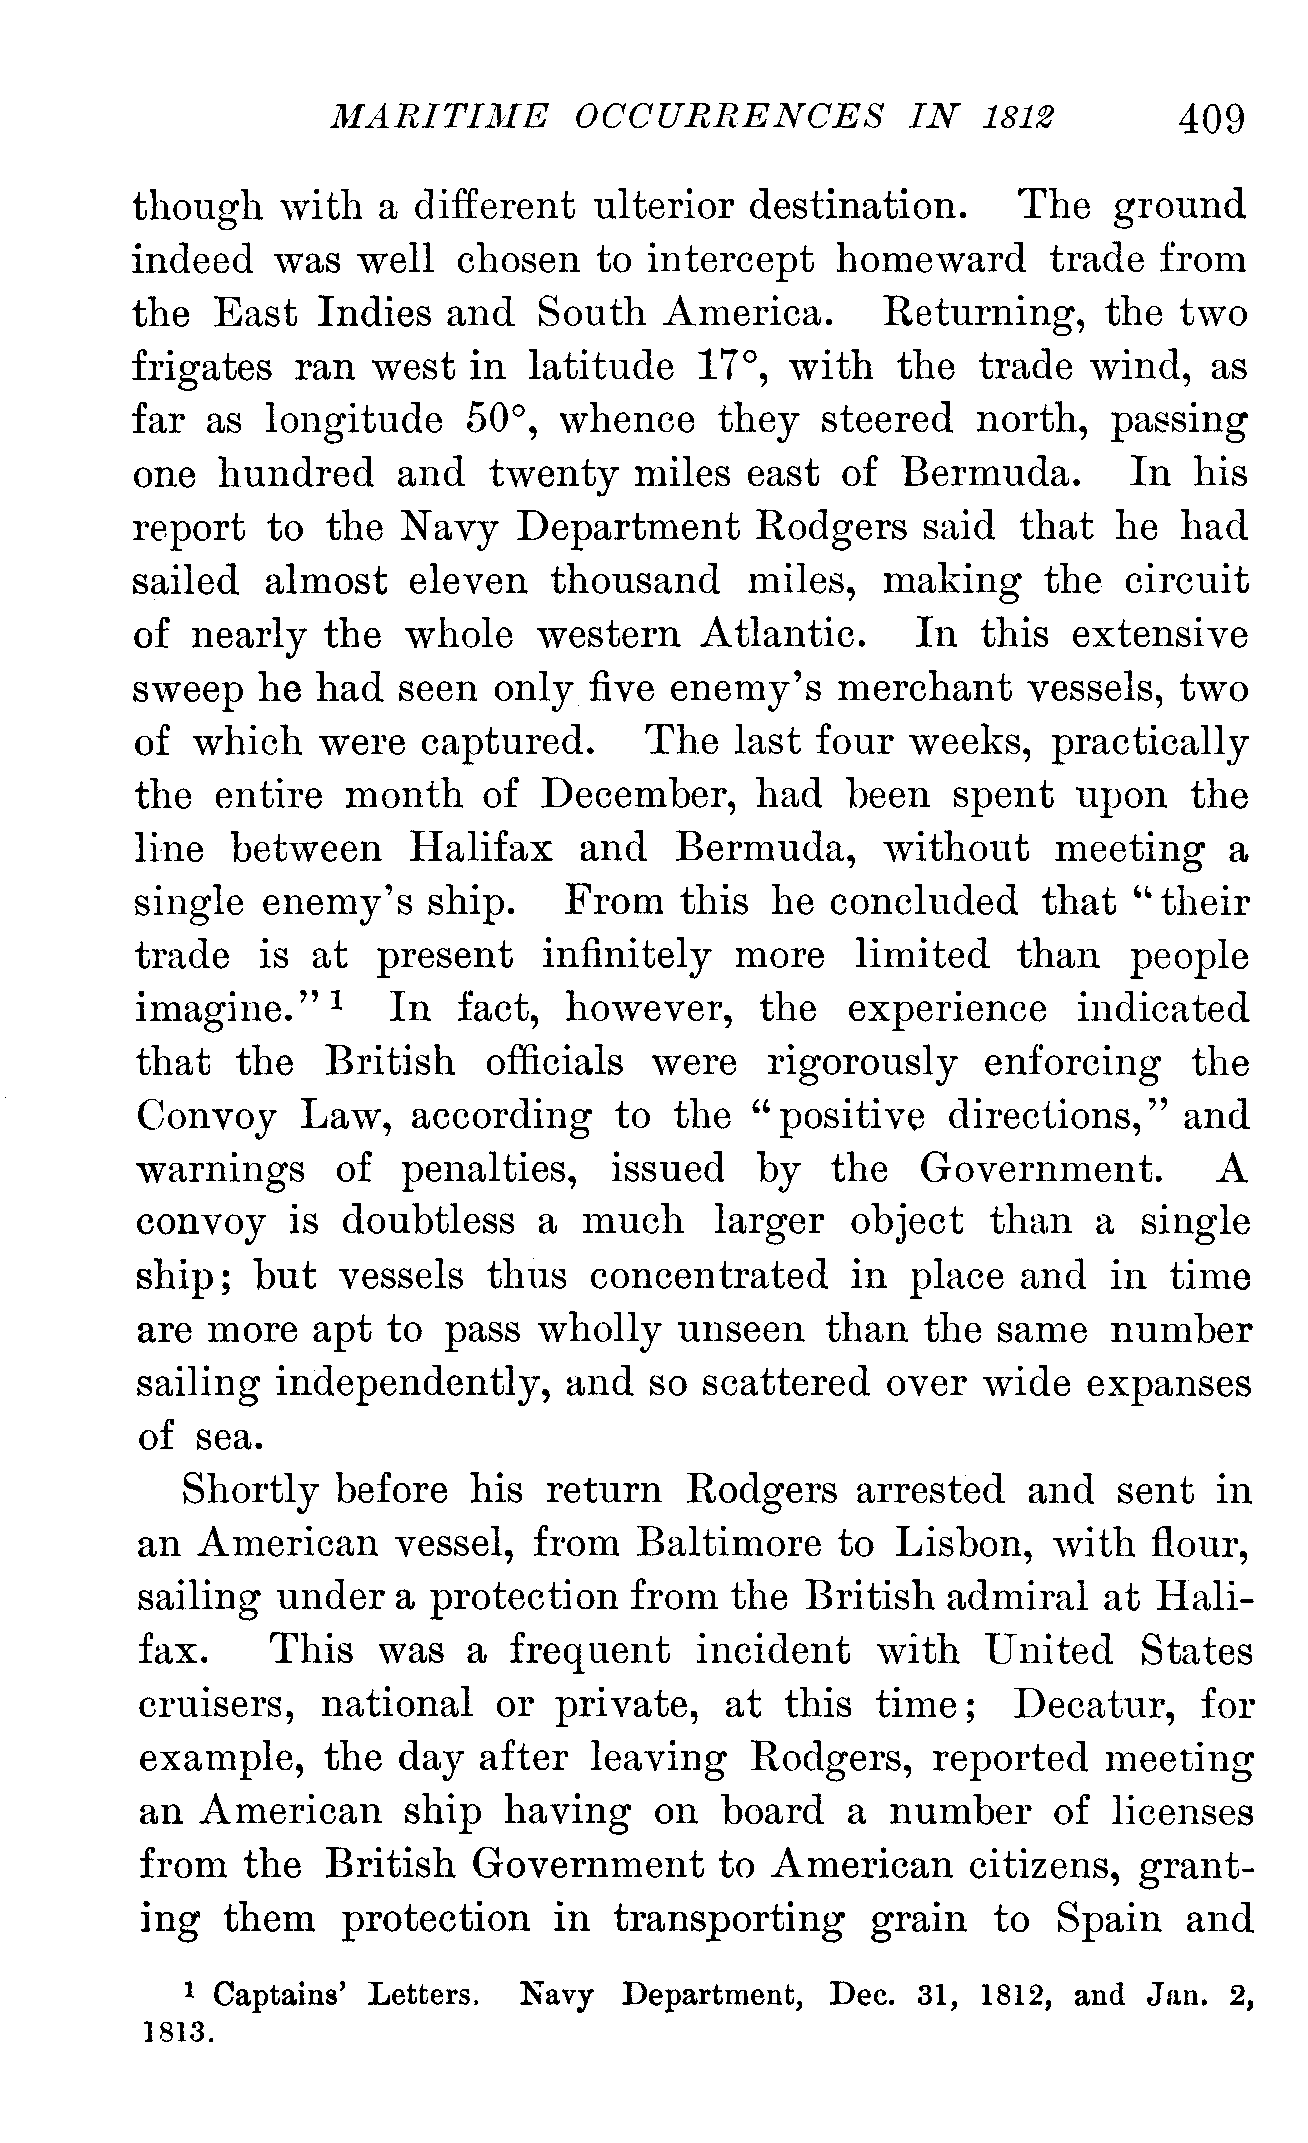 MARITIME OCCURRENCES IN 1812 409
though with a different ulterior destination. The ground
indeed was well chosen to intercept homeward trade from
the East Indies and South America. Returning, the two
frigates ran west in latitude 17°, with the trade wind, as
far as longitude 50°, whence they steered north, passing
one hundred and twenty miles east of Bermuda. In his
report to the Navy Department Rodgers said that he had
sailed almost eleven thousand miles, making the circuit
of nearly the whole western Atlantic. In this extensive
sweep he had seen only five enemy's merchant vessels, two
of which were captured. The last four weeks, practically
the entire month of December, had been spent upon the
line between Halifax and Bermuda, without meeting a
single enemy's ship. From this he concluded that "their
trade is at present infinitely more limited than people
imagine." 1 In fact, however, the experience indicated
that the British officials were rigorously enforcing the
Convoy Law, according to the "positive directions," and
warnings of penalties, issued by the Government. A
convoy is doubtless a much larger object than a single
ship; but vessels thus concentrated in place and in time
are more apt to pass wholly unseen than the same number
sailing independently, and so scattered over wide expanses
of sea.
Shortly before his return Rodgers arrested and sent in
an American vessel, from Baltimore to Lisbon, with flour,
sailing under a protection from the British admiral at Hali-
fax. This was a frequent incident with United States
cruisers, national or private, at this time; Decatur, for
example, the day after leaving Rodgers, reported meeting
an American ship having on board a number of licenses
from the British Government to American citizens, grant-
ing them protection in transporting grain to Spain and
1 Captains' Letters. Navy Department, Dec. 31, 1812, and Jan. 2,
1813.